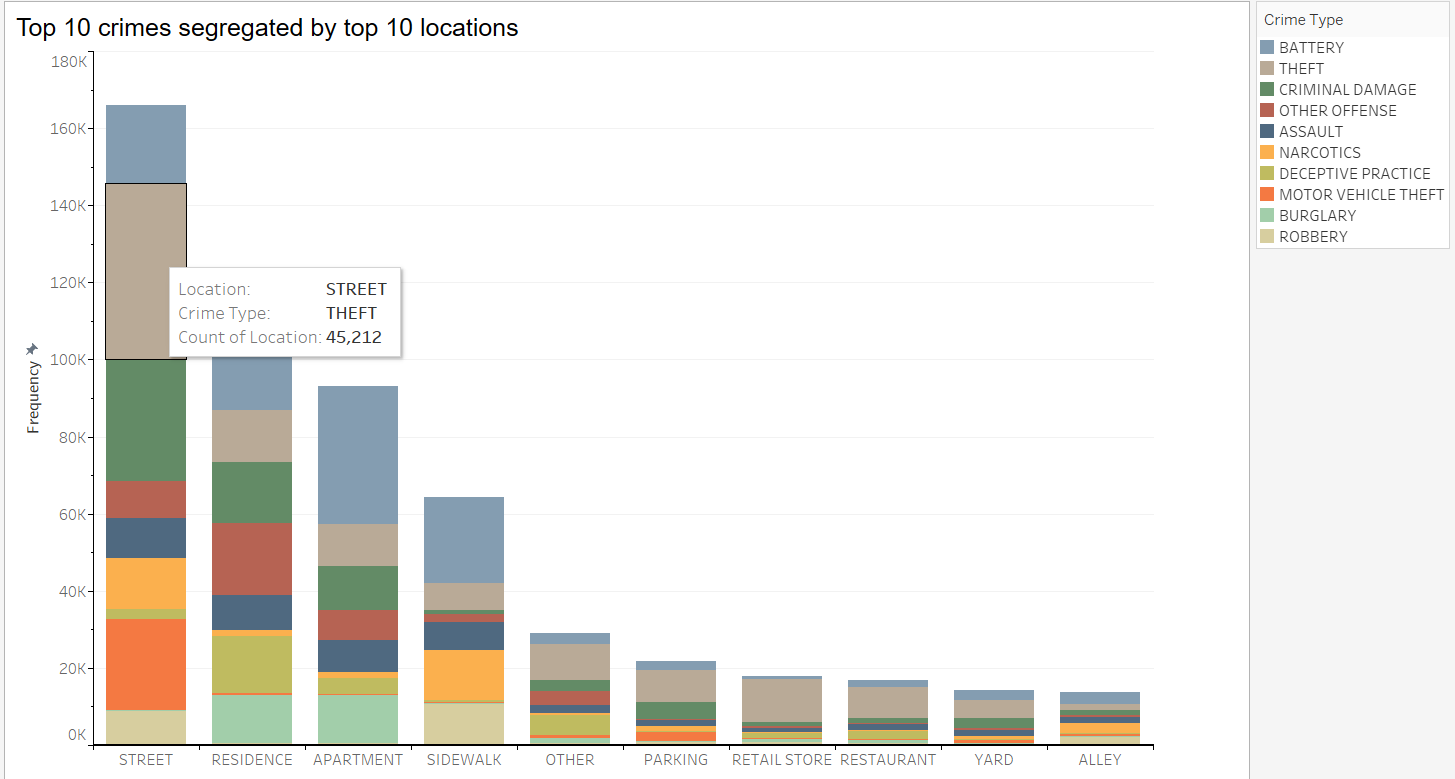 Top 10 crimes segregated by top 10 locations
Crime Type
BATTERY
THEFT
CRIMINAL DAMAGE
OTHER OFFENSE
ASSAULT
NARCOTICS
DECEPTIVE PRACTICE
MOTOR VEHICLE THEFT
BURGLARY
ROBBERY
Frequency
180K
160K
140K
120K
100K
80K
60K
40K
20K
0K
Location: STREET
Crime Type: THEFT
Count of Location: 45,212
STREET RESIDENCE APARTMENT SIDEWALK OTHER PARKING RETAIL STORE RESTAURANT YARD ALLEY